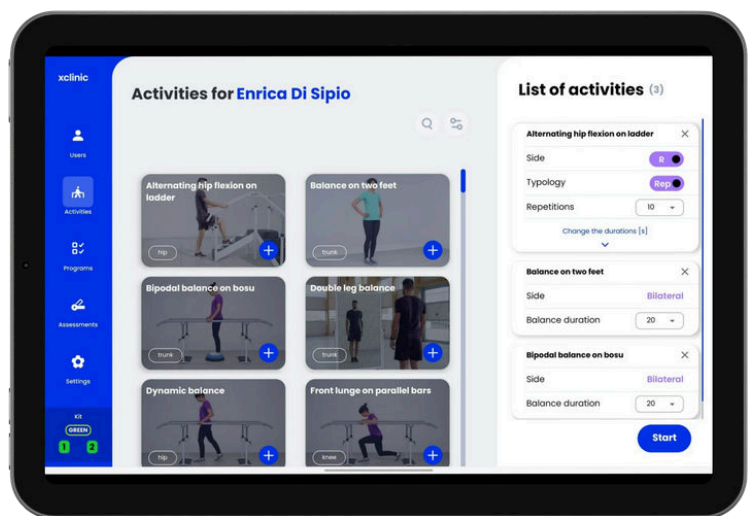 xclinic
Users
Activities
Programs
Assessments
Settings
Kit
GREEN
1 2
Activities for Enrica Di Sipio
Alternating hip flexion on
ladder
hip
Balance on two feet
trunk
Bipodal balance on bosu
trunk
Double leg balance
trunk
Dynamic balance
hip
Front lunge on parallel bars
knee
List of activities (3)
Alternating hip flexion on ladder
Side R
Typology Rep
Repetitions 10
Change the durations [s]
Balance on two feet
Side Bilateral
Balance duration 20
Bipodal balance on bosu
Side Bilateral
Balance duration 20
Start